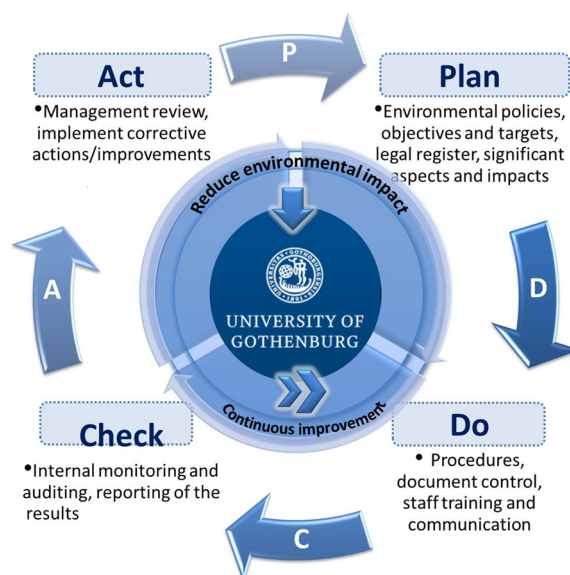 P
Act
•Management review,
implement corrective
actions/improvements
Plan
•Environmental policies,
objectives and targets,
legal register, significant
aspects and impacts
Reduce environmental impact
A
D
UNIVERSITY OF
GOTHENBURG
Continuous improvement
Check
•Internal monitoring and
auditing, reporting of the
results
Do
• Procedures,
document control,
staff training and
communication
C